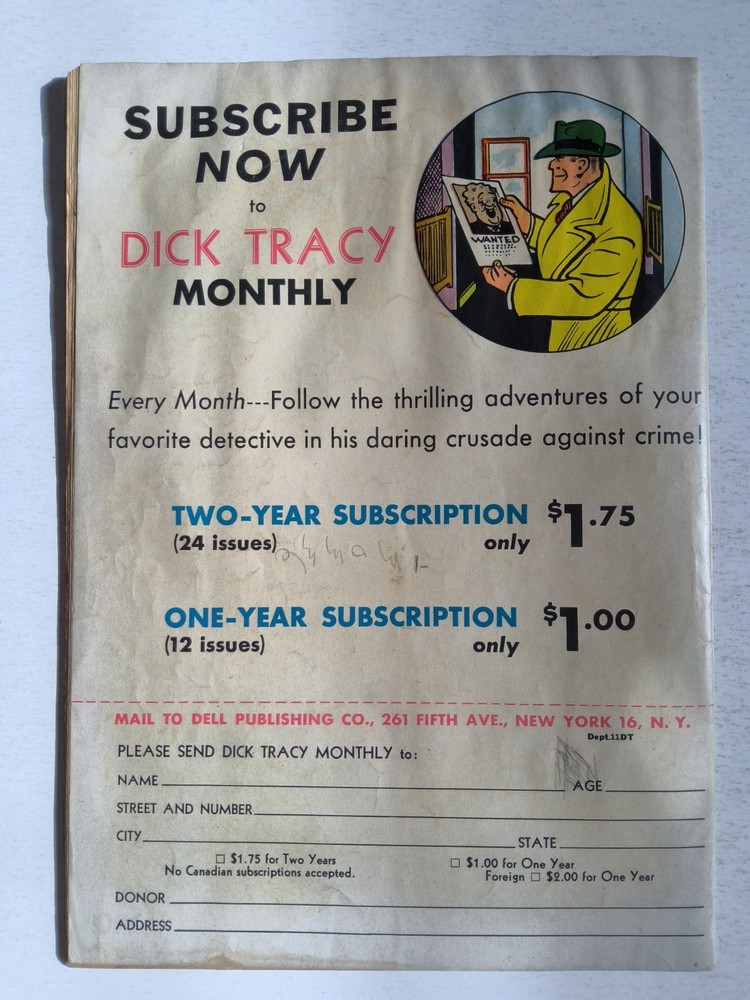 SUBSCRIBE
NOW
to
DICK TRACY
MONTHLY
WANTED
Every Month---Follow the thrilling adventures of your
favorite detective in his daring crusade against crime!
TWO-YEAR SUBSCRIPTION $1.75
(24 issues) only
ONE-YEAR SUBSCRIPTION $1.00
(12 issues) only
MAIL TO DELL PUBLISHING CO., 261 FIFTH AVE., NEW YORK 16, N. Y.
Dept.11DT
PLEASE SEND DICK TRACY MONTHLY to:
NAME AGE
STREET AND NUMBER
CITY STATE
☐ $1.75 for Two Years ☐ $1.00 for One Year
No Canadian subscriptions accepted. Foreign ☐ $2.00 for One Year
DONOR
ADDRESS